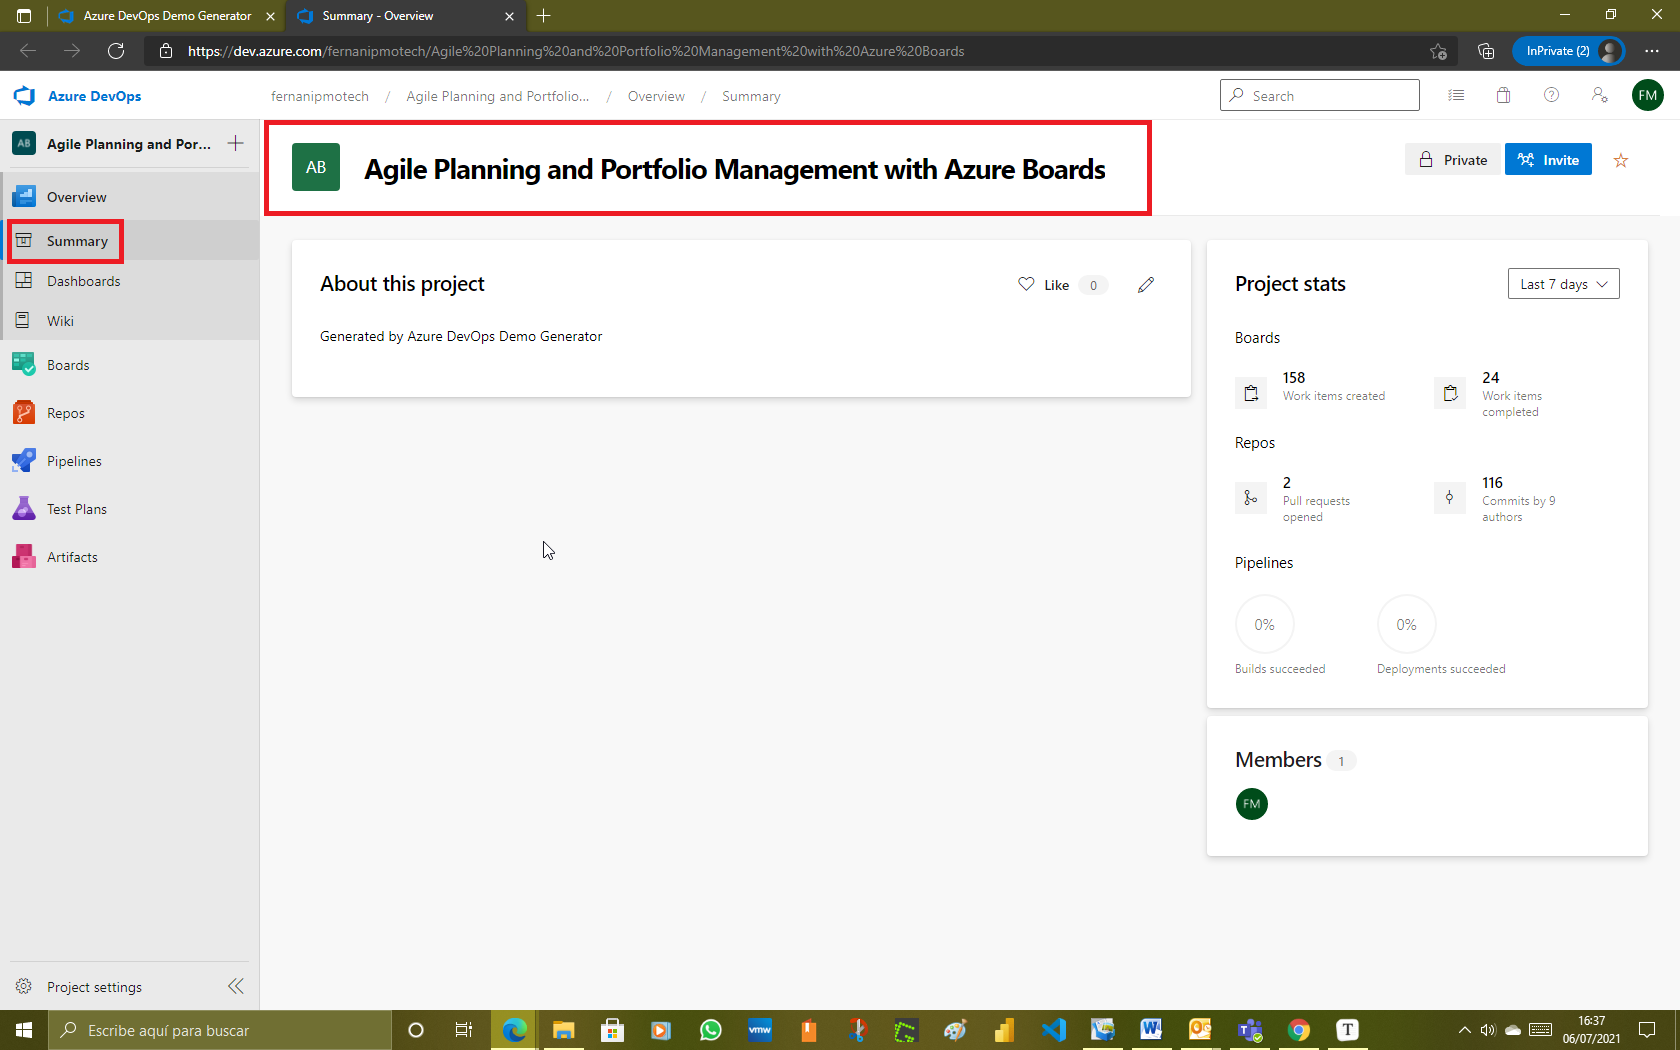 Azure DevOps Demo Generator
Summary - Overview
https://dev.azure.com/fernanipmotech/Agile%20Planning%20and%20Portfolio%20Management%20with%20Azure%20Boards
InPrivate (2)
Azure DevOps
fernanipmotech / Agile Planning and Portfolio... / Overview / Summary
Search
FM
AB
Agile Planning and Por...
AB
Agile Planning and Portfolio Management with Azure Boards
Private
Invite
Overview
Summary
Dashboards
Wiki
Boards
Repos
Pipelines
Test Plans
Artifacts
Project settings
About this project
Like 0
Generated by Azure DevOps Demo Generator
Project stats
Last 7 days
Boards
158
Work items created
24
Work items
completed
Repos
2
Pull requests
opened
116
Commits by 9
authors
Pipelines
0%
Builds succeeded
0%
Deployments succeeded
Members 1
FM
Escribe aquí para buscar
vmw
W
T
16:37
06/07/2021